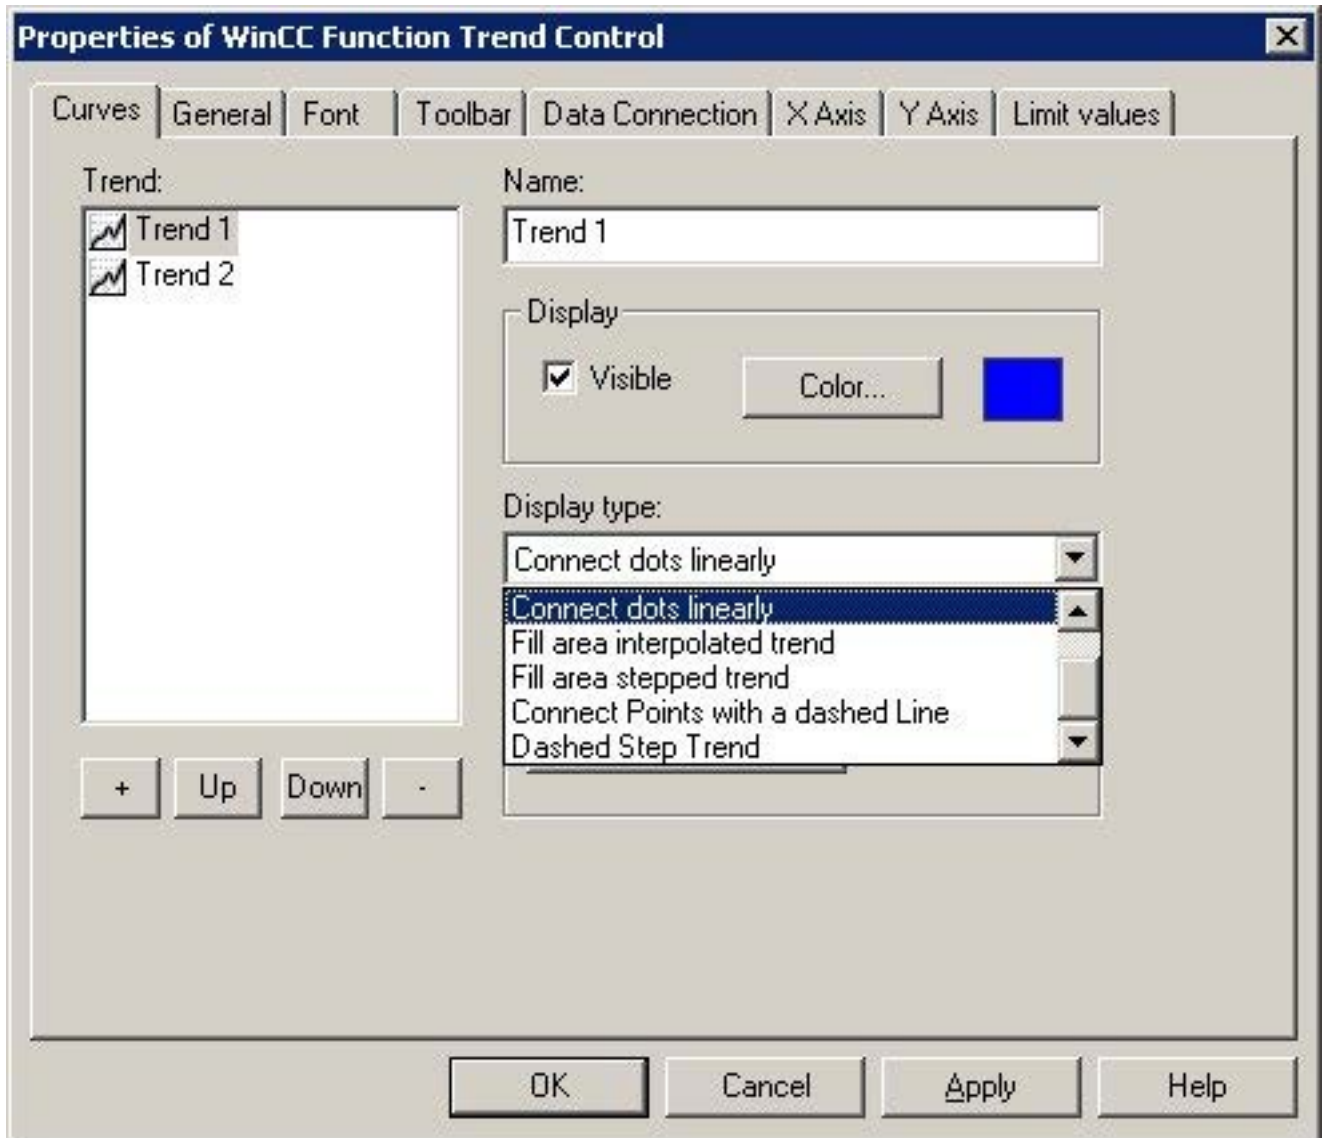 Properties of WinCC Function Trend Control
Curves General Font Toolbar Data Connection X Axis Y Axis Limit values
Trend:
Trend 1
Trend 2
+ Up Down -
Name:
Trend 1
Display
Visible
Color...
Display type:
Connect dots linearly
Connect dots linearly
Fill area interpolated trend
Fill area stepped trend
Connect Points with a dashed Line
Dashed Step Trend
OK Cancel Apply Help